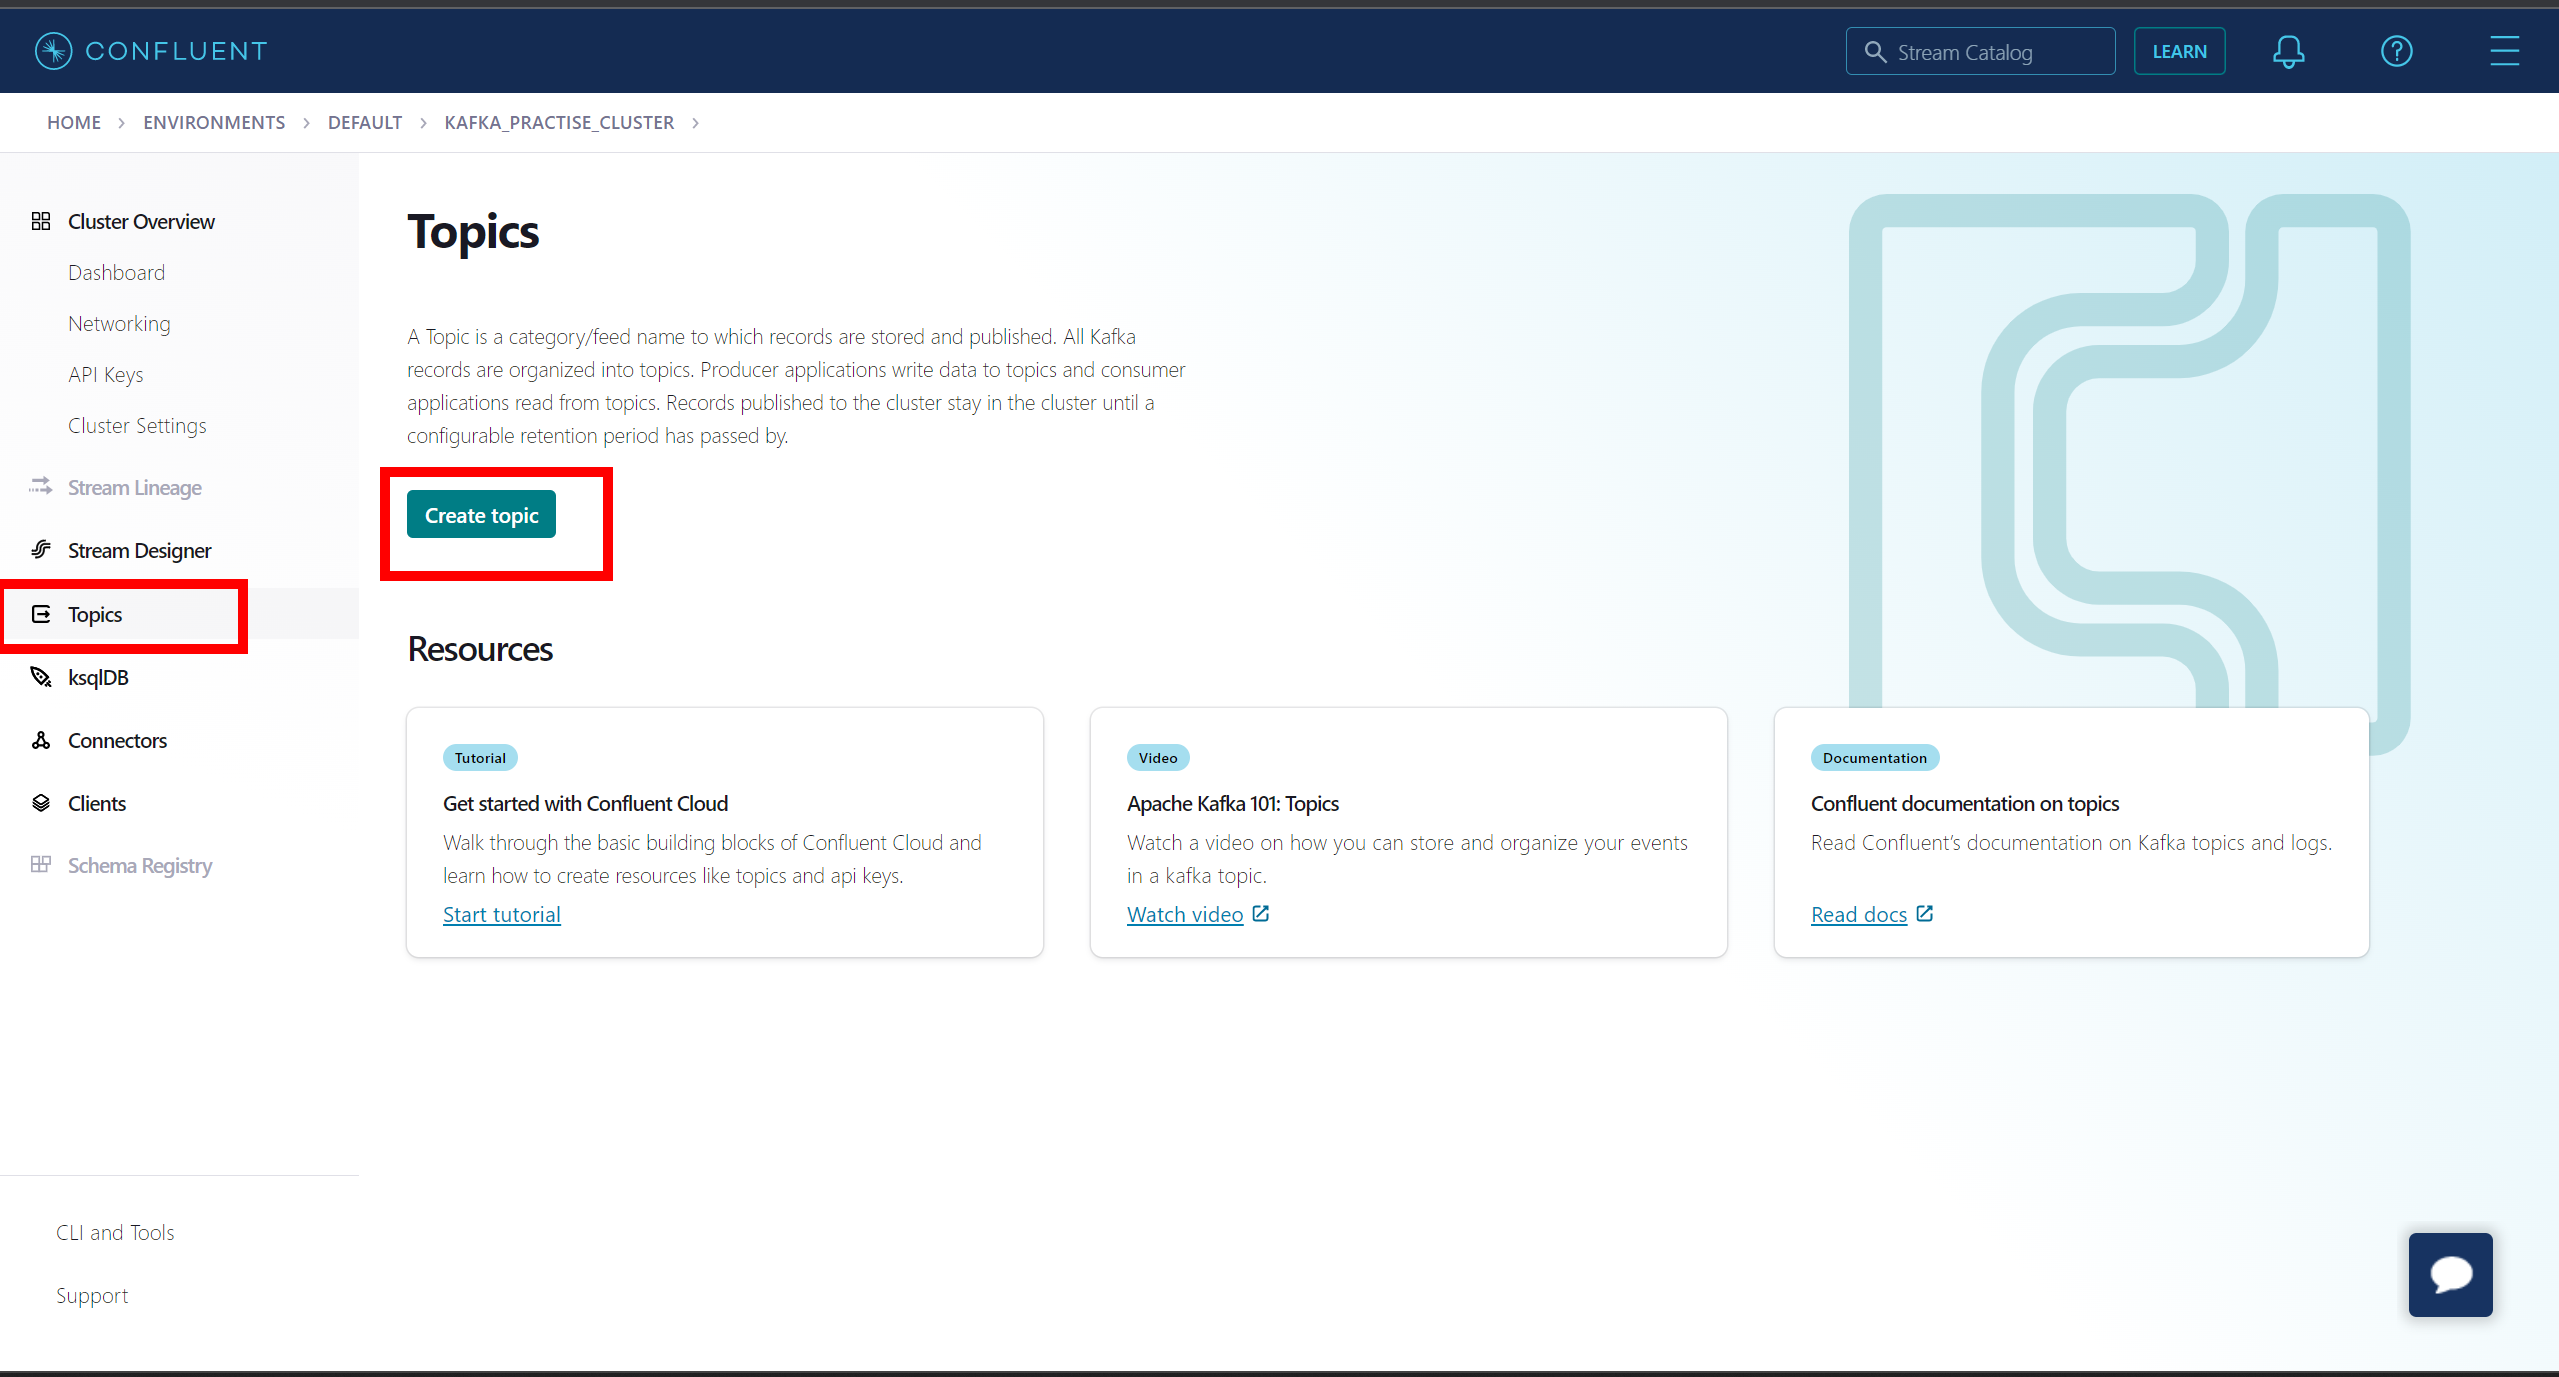 CONFLUENT
Stream Catalog
LEARN
HOME > ENVIRONMENTS > DEFAULT > KAFKA_PRACTISE_CLUSTER >
Cluster Overview
Dashboard
Networking
API Keys
Cluster Settings
Stream Lineage
Stream Designer
Topics
ksqlDB
Connectors
Clients
Schema Registry
CLI and Tools
Support
Topics
A Topic is a category/feed name to which records are stored and published. All Kafka
records are organized into topics. Producer applications write data to topics and consumer
applications read from topics. Records published to the cluster stay in the cluster until a
configurable retention period has passed by.
Create topic
Resources
Tutorial
Get started with Confluent Cloud
Walk through the basic building blocks of Confluent Cloud and
learn how to create resources like topics and api keys.
Start tutorial
Video
Apache Kafka 101: Topics
Watch a video on how you can store and organize your events
in a kafka topic.
Watch video
Documentation
Confluent documentation on topics
Read Confluent’s documentation on Kafka topics and logs.
Read docs